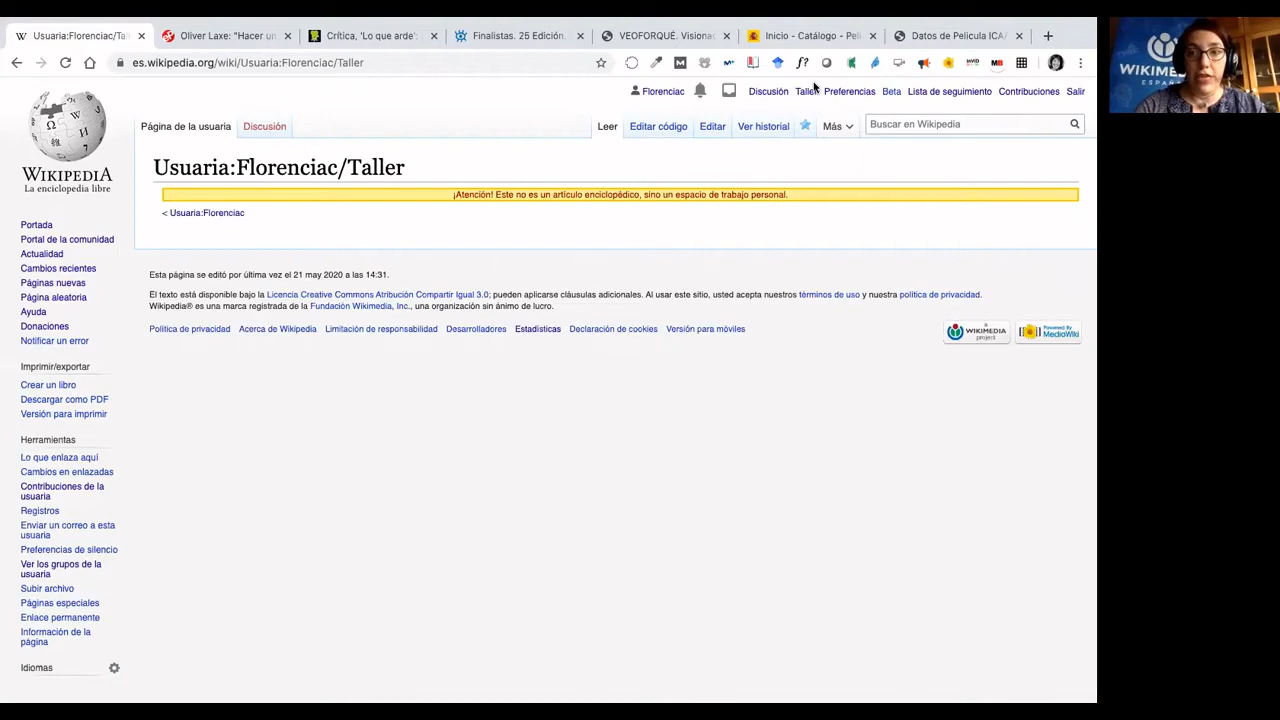 Usuaria:Florenciac/Tal
Oliver Laxe: "Hacer un
Crítica, 'Lo que arde':
Finalistas. 25 Edición.
VEOFORQUÉ. Visiona
Inicio - Catálogo - Peli
Datos de Pelicula ICA/
es.wikipedia.org/wiki/Usuaria:Florenciac/Taller
Florenciac
Discusión
Taller
Preferencias
Beta
Lista de seguimiento
Contribuciones
Salir
Página de la usuaria
Discusión
Leer
Editar código
Editar
Ver historial
Más
Buscar en Wikipedia
WIKIPEDIA
La enciclopedia libre
Usuaria:Florenciac/Taller
¡Atención! Este no es un artículo enciclopédico, sino un espacio de trabajo personal.
< Usuaria:Florenciac
Portada
Portal de la comunidad
Actualidad
Cambios recientes
Páginas nuevas
Página aleatoria
Ayuda
Donaciones
Notificar un error
Imprimir/exportar
Crear un libro
Descargar como PDF
Versión para imprimir
Herramientas
Lo que enlaza aquí
Cambios en enlazadas
Contribuciones de la
usuaria
Registros
Enviar un correo a esta
usuaria
Preferencias de silencio
Ver los grupos de la
usuaria
Subir archivo
Páginas especiales
Enlace permanente
Información de la
página
Idiomas
Esta página se editó por última vez el 21 may 2020 a las 14:31.
El texto está disponible bajo la Licencia Creative Commons Atribución Compartir Igual 3.0; pueden aplicarse cláusulas adicionales. Al usar este sitio, usted acepta nuestros términos de uso y nuestra política de privacidad.
Wikipedia® es una marca registrada de la Fundación Wikimedia, Inc., una organización sin ánimo de lucro.
Política de privacidad
Acerca de Wikipedia
Limitación de responsabilidad
Desarrolladores
Estadísticas
Declaración de cookies
Versión para móviles
A
WIKIMEDIA
project
Powered By
MediaWiki
WIKIMED
ESPAÑ